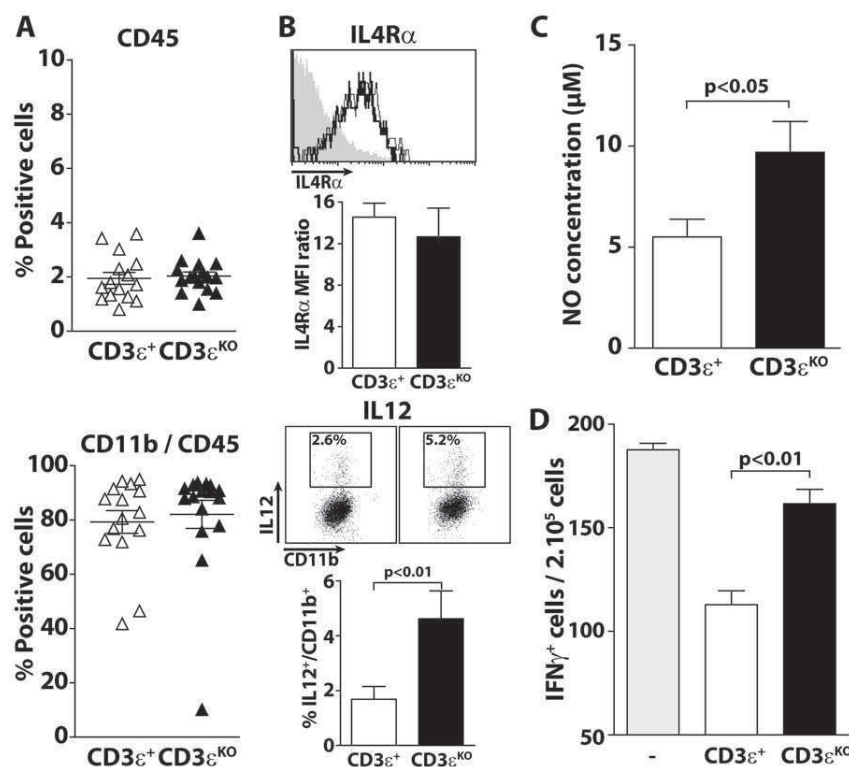 A
CD45
% Positive cells
10
8
6
4
2
0
CD3ε⁺ CD3εᴷᴼ
CD11b / CD45
% Positive cells
100
80
60
40
20
0
CD3ε⁺ CD3εᴷᴼ
B
IL4Rα
IL4Rα
IL4Rα MFI ratio
16
12
8
4
0
CD3ε⁺ CD3εᴷᴼ
IL12
2.6%
5.2%
IL12
CD11b
p<0.01
% IL12⁺/CD11b⁺
6
4
2
0
CD3ε⁺ CD3εᴷᴼ
C
NO concentration (µM)
15
10
5
0
p<0.05
CD3ε⁺ CD3εᴷᴼ
D
IFNγ⁺ cells / 2.10⁵ cells
200
150
100
50
p<0.01
- CD3ε⁺ CD3εᴷᴼ